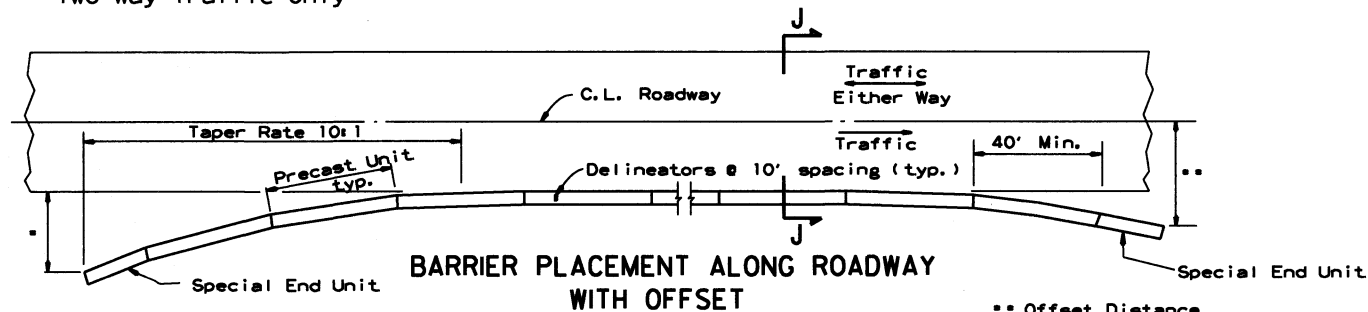 Two Way Traffic Only
J
Traffic
Either Way
C.L. Roadway
Taper Rate 10:1
Traffic
40' Min.
Precast Unit
typ.
Delineators @ 10' spacing (typ.)
**
*
J
BARRIER PLACEMENT ALONG ROADWAY
WITH OFFSET
Special End Unit
Special End Unit
** Offset Distance